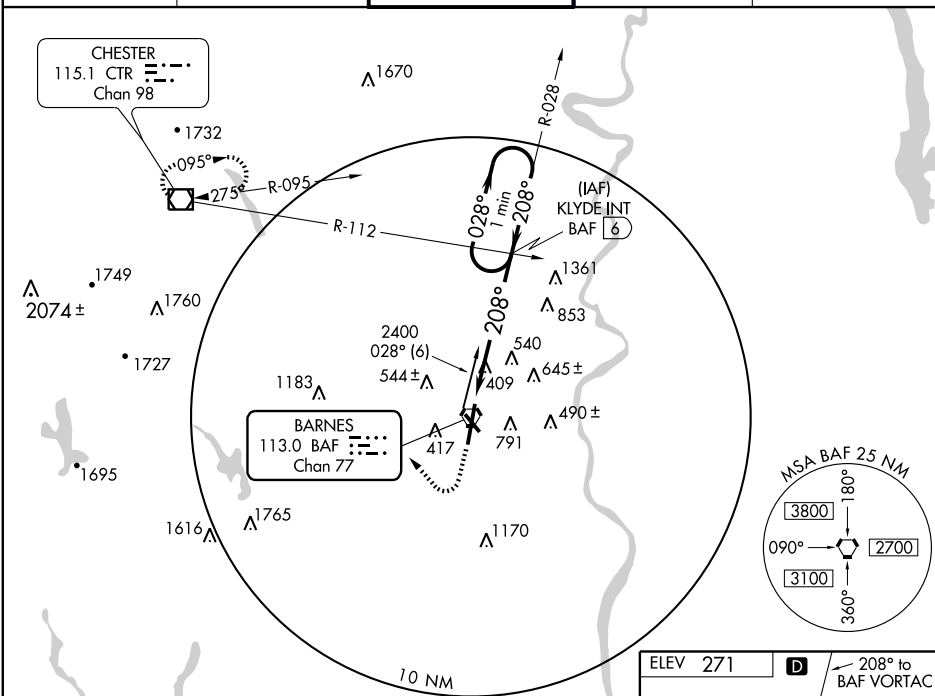 CHESTER
115.1 CTR
Chan 98
1670
1732
095°
275°
R-095
R-112
R-028
028°
1 min
208°
(IAF)
KLYDE INT
BAF 6
1361
853
208°
1749
2074 ±
1760
1727
2400
028° (6)
540
544 ±
409
645 ±
1183
BARNES
113.0 BAF
Chan 77
417
791
490 ±
1695
1616
1765
1170
10 NM
MSA BAF 25 NM
180°
3800
090°
2700
3100
360°
ELEV 271
D
208° to
BAF VORTAC